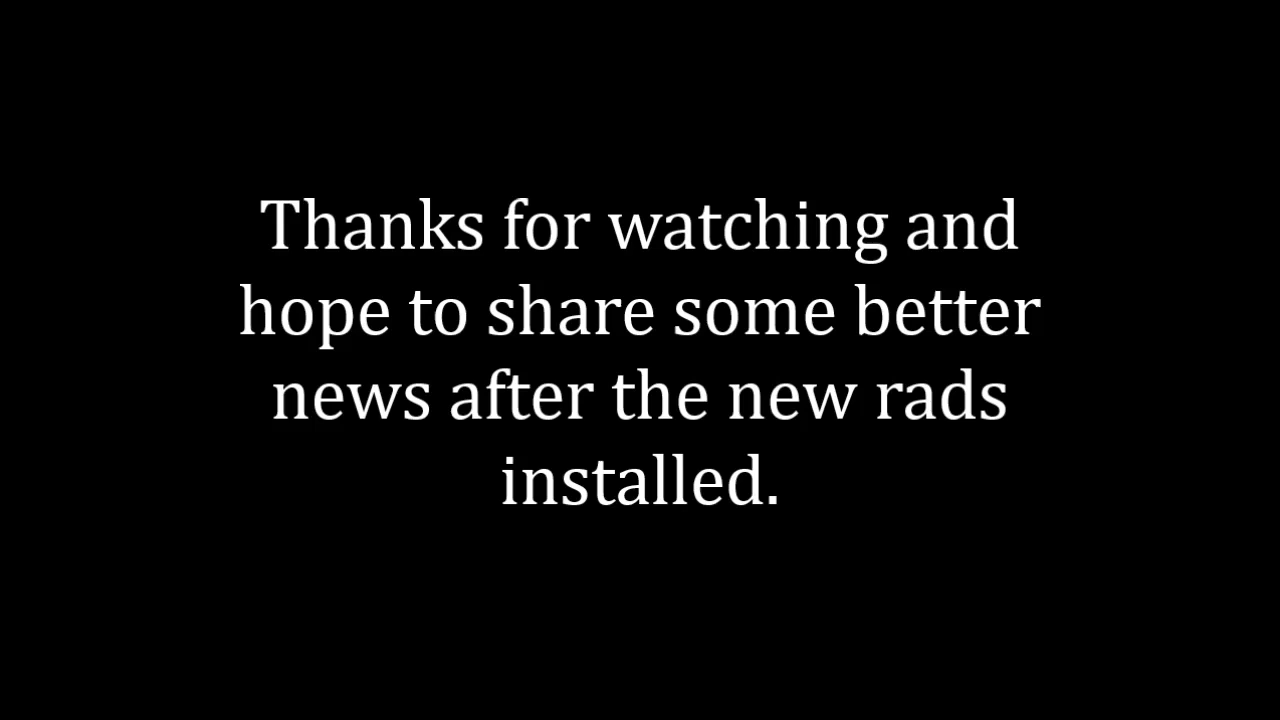 Thanks for watching and
hope to share some better
news after the new rads
installed.